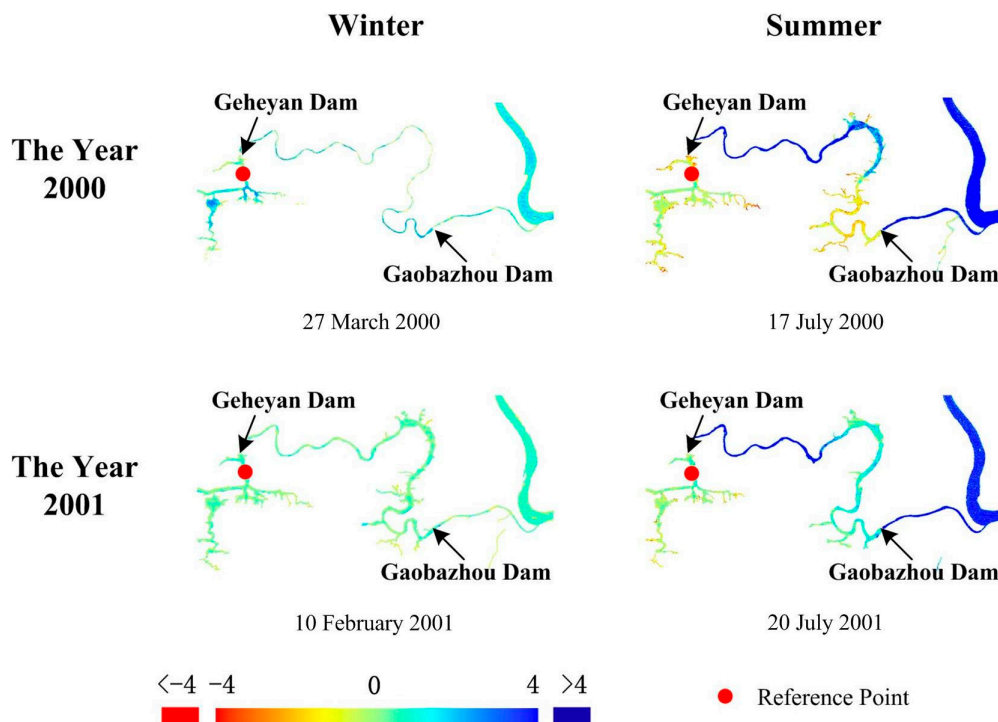 Winter
Summer
Geheyan Dam
Geheyan Dam
The Year
2000
Gaobazhou Dam
Gaobazhou Dam
27 March 2000
17 July 2000
Geheyan Dam
Geheyan Dam
The Year
2001
Gaobazhou Dam
Gaobazhou Dam
10 February 2001
20 July 2001
<-4 -4 0 4 >4
Reference Point